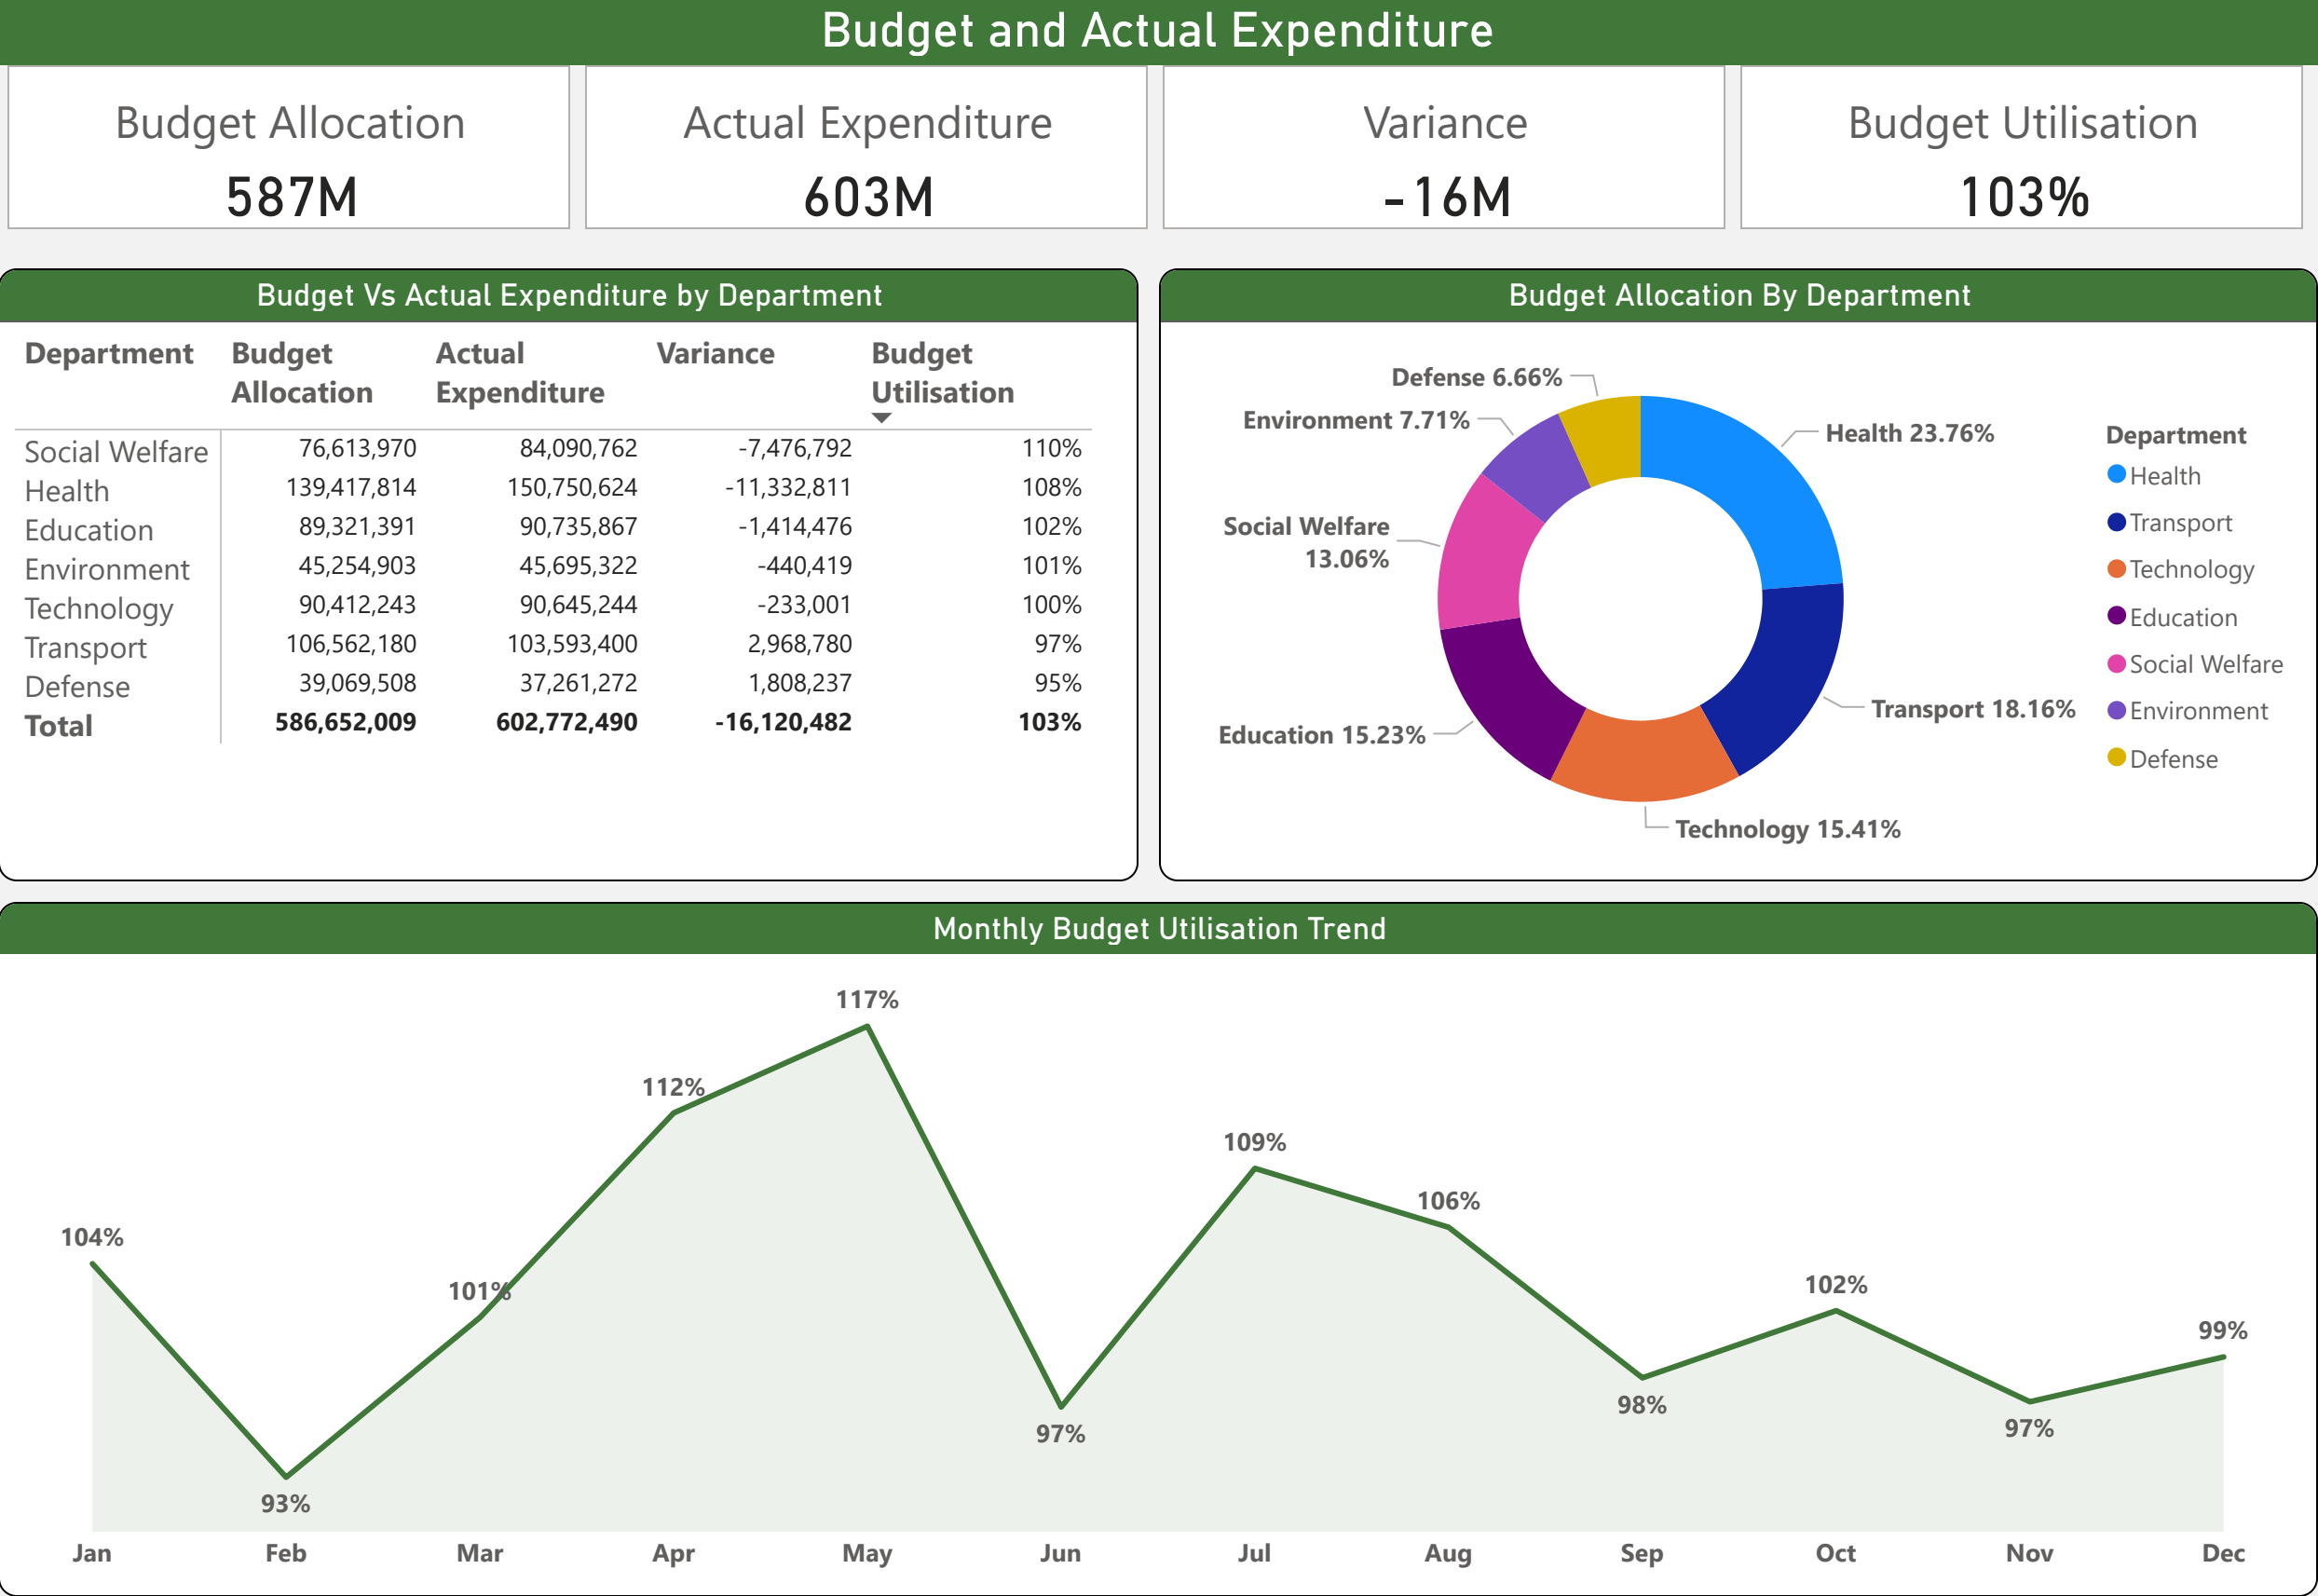 Budget and Actual Expenditure
Budget Allocation
587M
Actual Expenditure
603M
Variance
-16M
Budget Utilisation
103%
Budget Vs Actual Expenditure by Department
Department Budget Allocation Actual Expenditure Variance Budget Utilisation
Social Welfare 76,613,970 84,090,762 -7,476,792 110%
Health 139,417,814 150,750,624 -11,332,811 108%
Education 89,321,391 90,735,867 -1,414,476 102%
Environment 45,254,903 45,695,322 -440,419 101%
Technology 90,412,243 90,645,244 -233,001 100%
Transport 106,562,180 103,593,400 2,968,780 97%
Defense 39,069,508 37,261,272 1,808,237 95%
Total 586,652,009 602,772,490 -16,120,482 103%
Budget Allocation By Department
Defense 6.66%
Environment 7.71%
Health 23.76%
Social Welfare
13.06%
Transport 18.16%
Education 15.23%
Technology 15.41%
Department
Health
Transport
Technology
Education
Social Welfare
Environment
Defense
Monthly Budget Utilisation Trend
104%
93%
101%
112%
117%
97%
109%
106%
98%
102%
97%
99%
Jan Feb Mar Apr May Jun Jul Aug Sep Oct Nov Dec